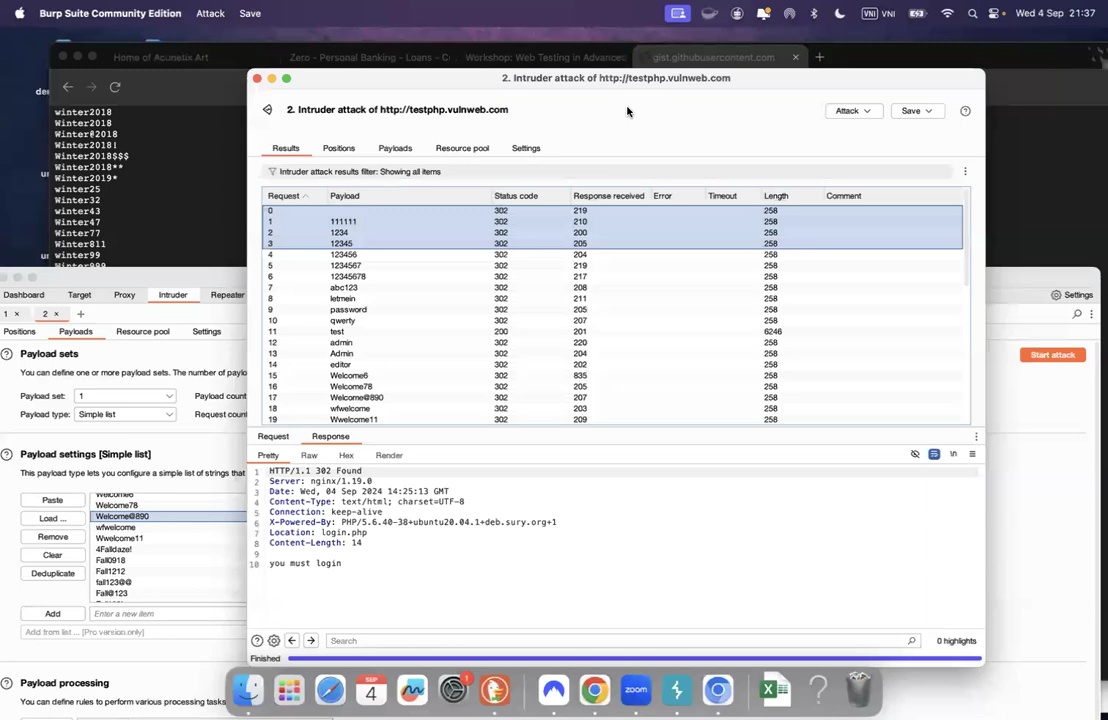 Burp Suite Community Edition Attack Save VNI VNI Wed 4 Sep 21:37
Home of Acunetix Art Zero - Personal Banking - Loans - C Workshop: Web Testing in Advance gist.githubusercontent.com
winter2018
Winter2018
Winter@2018
Winter2018!
Winter2018$$$
Winter2018**
Winter2019*
winter25
Winter32
winter43
Winter47
Winter77
Winter811
winter99
winter999
2. Intruder attack of http://testphp.vulnweb.com
2. Intruder attack of http://testphp.vulnweb.com Attack Save
Results Positions Payloads Resource pool Settings
Intruder attack results filter: Showing all items
Request Payload Status code Response received Error Timeout Length Comment
0 302 219 258
1 111111 302 210 258
2 1234 302 200 258
3 12345 302 205 258
4 123456 302 204 258
5 1234567 302 219 258
6 12345678 302 217 258
7 abc123 302 208 258
8 letmein 302 211 258
9 password 302 205 258
10 qwerty 302 207 258
11 test 200 201 6246
12 admin 302 220 258
13 Admin 302 204 258
14 editor 302 202 258
15 Welcome6 302 835 258
16 Welcome78 302 205 258
17 Welcome@890 302 207 258
18 wfwelcome 302 203 258
19 Wwelcome11 302 209 258
Request Response
Pretty Raw Hex Render
1 HTTP/1.1 302 Found
2 Server: nginx/1.19.0
3 Date: Wed, 04 Sep 2024 14:25:13 GMT
4 Content-Type: text/html; charset=UTF-8
5 Connection: keep-alive
6 X-Powered-By: PHP/5.6.40-38+ubuntu20.04.1+deb.sury.org+1
7 Location: login.php
8 Content-Length: 14
9
10 you must login
Search 0 highlights
Finished
Dashboard Target Proxy Intruder Repeater Settings
1 × 2 × +
Positions Payloads Resource pool Settings
Payload sets Start attack
You can define one or more payload sets. The number of payload
Payload set: 1 Payload count
Payload type: Simple list Request count
Payload settings [Simple list]
This payload type lets you configure a simple list of strings that
Paste
Load ...
Remove
Clear
Deduplicate
Welcome6
Welcome78
Welcome@890
wfwelcome
Wwelcome11
4Falldaze!
Fall0918
Fall1212
fall123@@
Fall@123
Add Enter a new item
Add from list ... [Pro version only]
Payload processing
You can define rules to perform various processing tasks
SEP
4
1
zoom